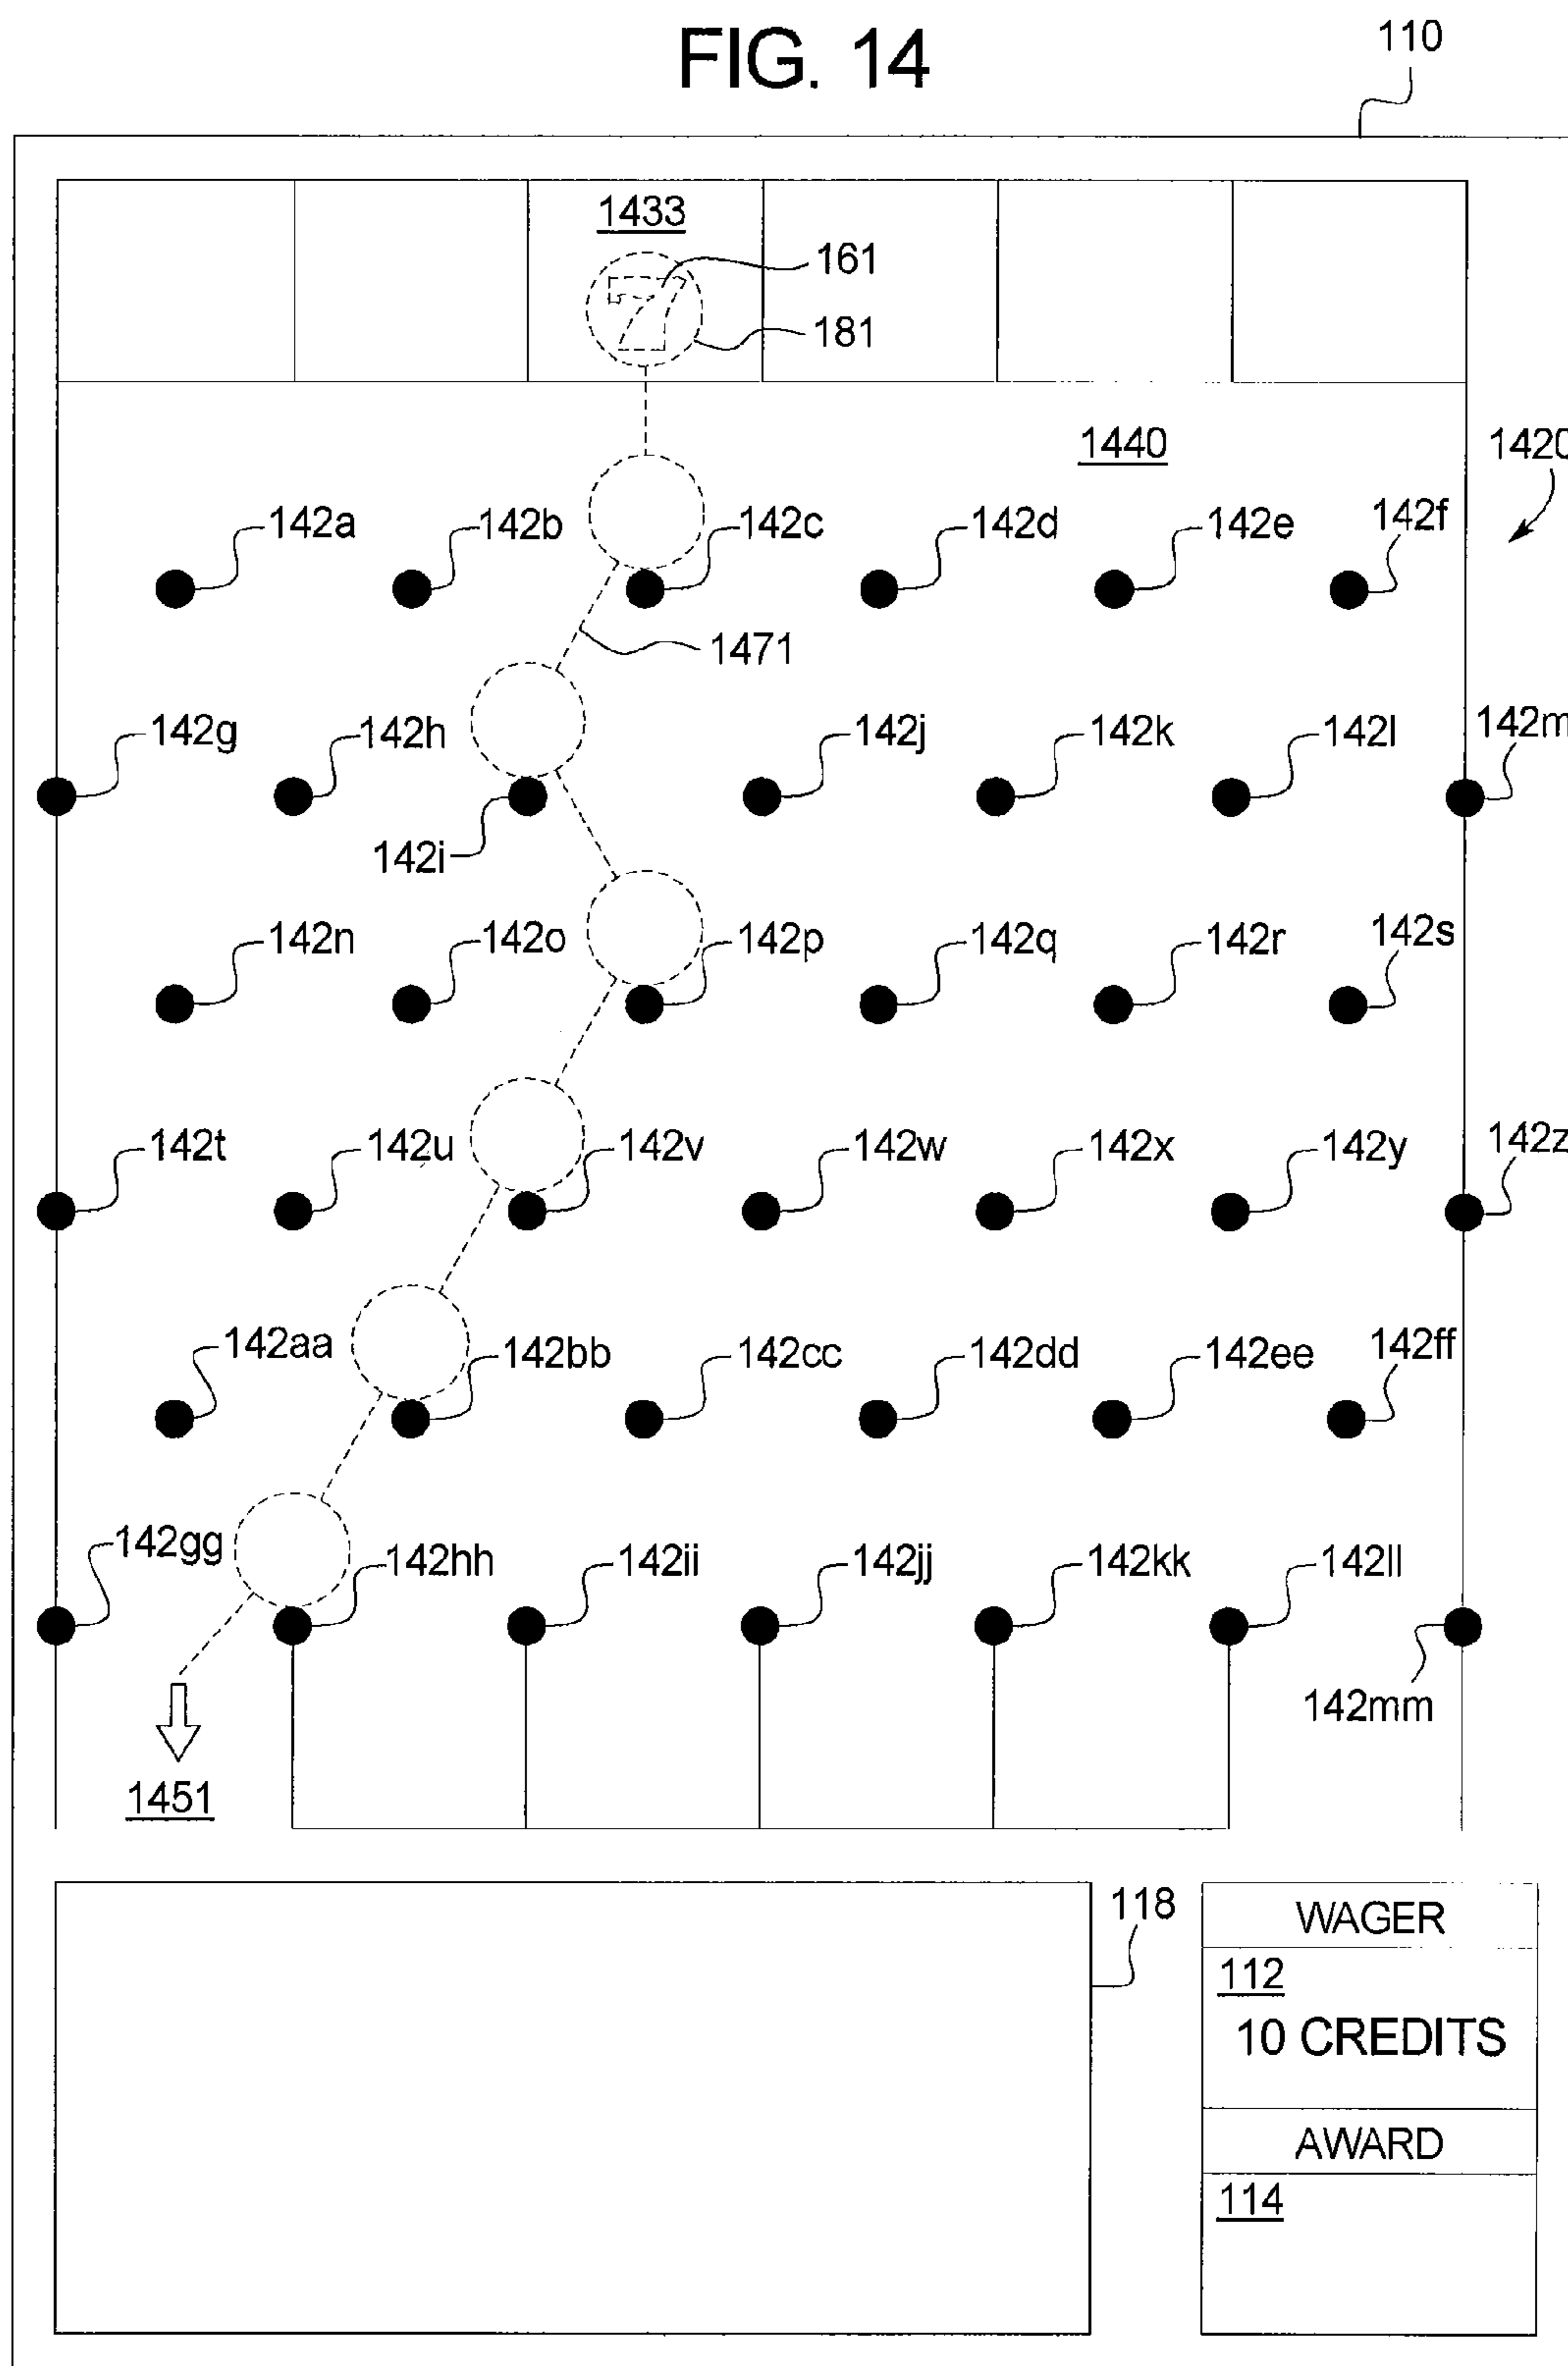 FIG. 14
110
1433
161
7
181
1440
1420
142a 142b 142c 142d 142e 142f
1471
142g 142h 142j 142k 142l 142m
142i
142n 142o 142p 142q 142r 142s
142t 142u 142v 142w 142x 142y 142z
142aa 142bb 142cc 142dd 142ee 142ff
142gg 142hh 142ii 142jj 142kk 142ll
142mm
1451
118
WAGER
112
10 CREDITS
AWARD
114